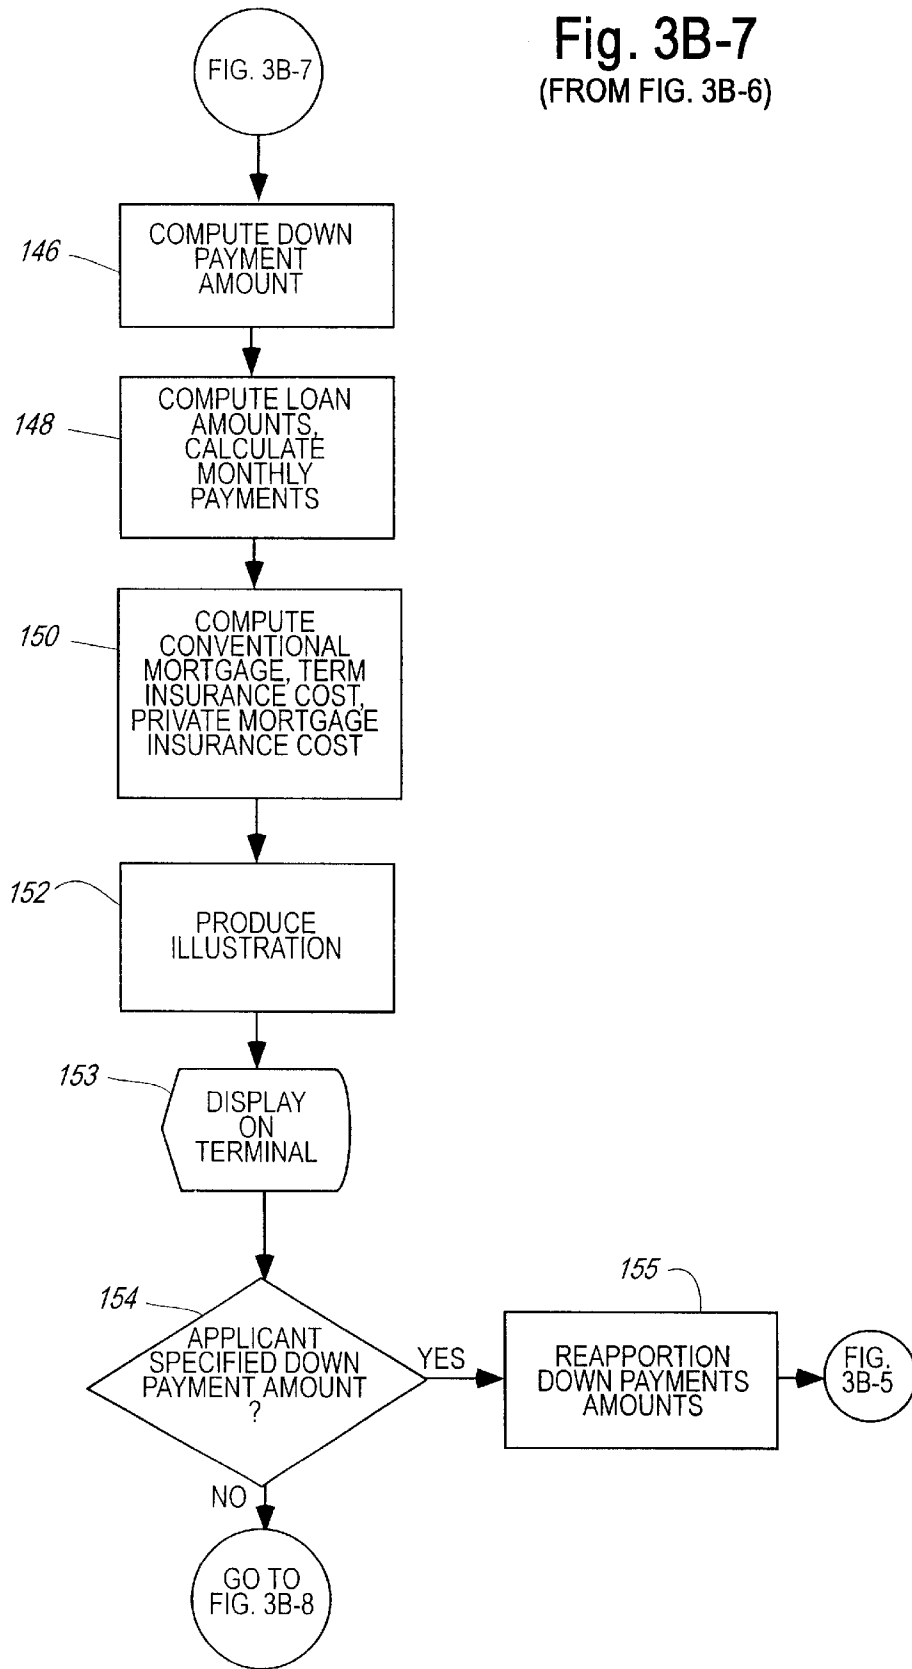 Fig. 3B-7
(FROM FIG. 3B-6)
FIG. 3B-7
146
COMPUTE DOWN
PAYMENT
AMOUNT
148
COMPUTE LOAN
AMOUNTS,
CALCULATE
MONTHLY
PAYMENTS
150
COMPUTE
CONVENTIONAL
MORTGAGE, TERM
INSURANCE COST,
PRIVATE MORTGAGE
INSURANCE COST
152
PRODUCE
ILLUSTRATION
153
DISPLAY
ON
TERMINAL
154
APPLICANT
SPECIFIED DOWN
PAYMENT AMOUNT
?
YES
155
REAPPORTION
DOWN PAYMENTS
AMOUNTS
FIG.
3B-5
NO
GO TO
FIG. 3B-8